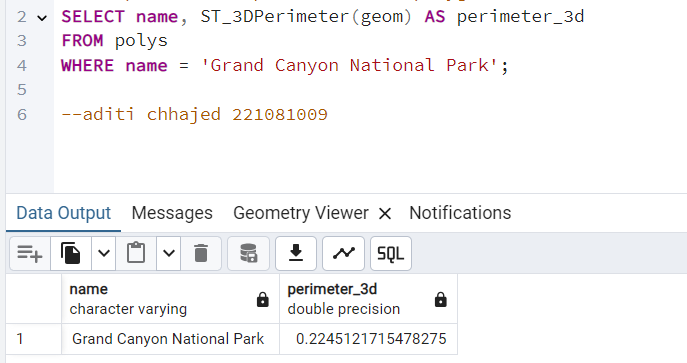 2 SELECT name, ST_3DPerimeter(geom) AS perimeter_3d
3 FROM polys
4 WHERE name = 'Grand Canyon National Park';
5
6 --aditi chhajed 221081009
Data Output Messages Geometry Viewer × Notifications
SQL
name perimeter_3d
character varying double precision
1 Grand Canyon National Park 0.2245121715478275